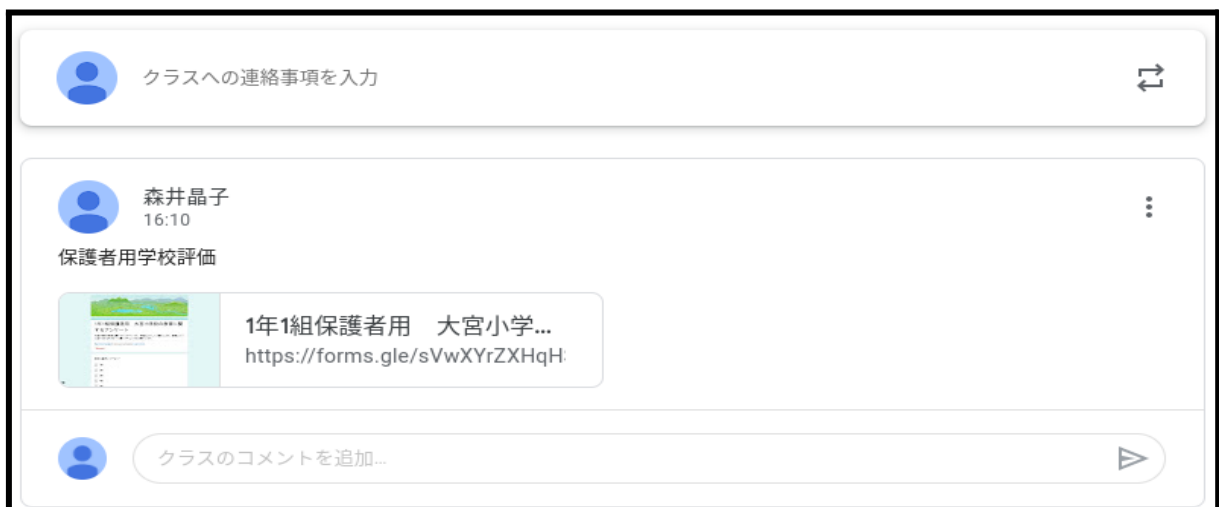 クラスへの連絡事項を入力
森井晶子
16:10
保護者用学校評価
1年1組保護者用　大宮小学...
https://forms.gle/sVwXYrZXHqH
クラスのコメントを追加...